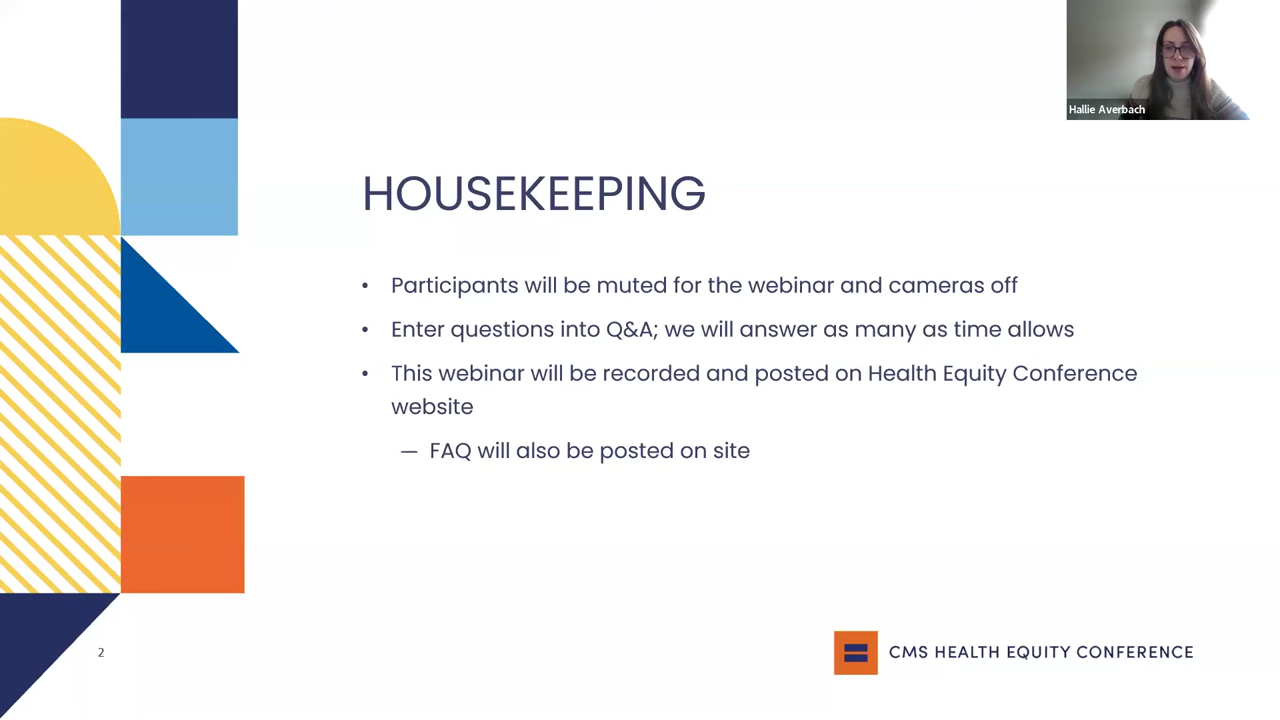 Hallie Averbach
HOUSEKEEPING
• Participants will be muted for the webinar and cameras off
• Enter questions into Q&A; we will answer as many as time allows
• This webinar will be recorded and posted on Health Equity Conference
website
— FAQ will also be posted on site
2
CMS HEALTH EQUITY CONFERENCE